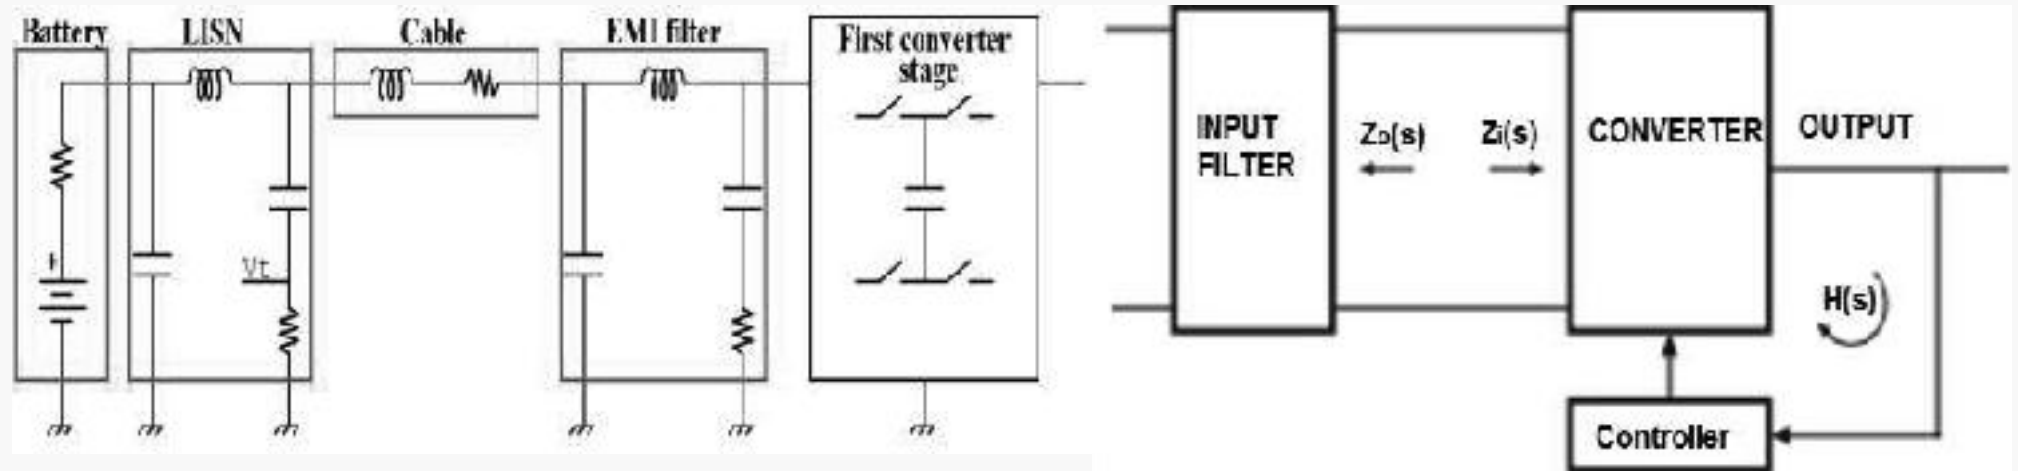 Battery
LISN
Cable
EMI filter
First converter
stage
+
Vt
INPUT
FILTER
Zo(s)
Zi(s)
CONVERTER
OUTPUT
H(s)
Controller